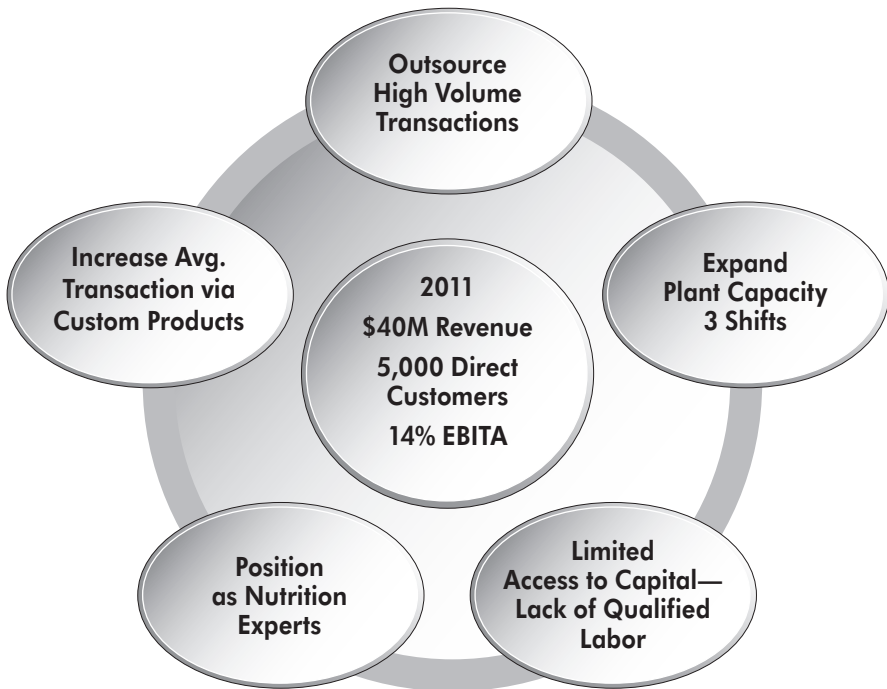 Outsource
High Volume
Transactions
Increase Avg.
Transaction via
Custom Products
Expand
Plant Capacity
3 Shifts
2011
$40M Revenue
5,000 Direct
Customers
14% EBITA
Position
as Nutrition
Experts
Limited
Access to Capital—
Lack of Qualified
Labor